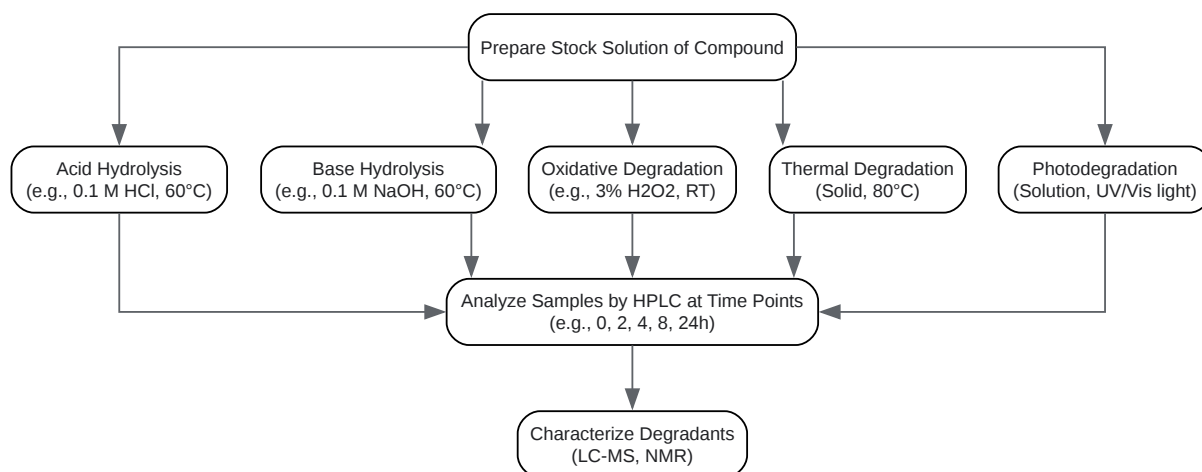 Prepare Stock Solution of Compound
Acid Hydrolysis
(e.g., 0.1 M HCl, 60°C)
Base Hydrolysis
(e.g., 0.1 M NaOH, 60°C)
Oxidative Degradation
(e.g., 3% H2O2, RT)
Thermal Degradation
(Solid, 80°C)
Photodegradation
(Solution, UV/Vis light)
Analyze Samples by HPLC at Time Points
(e.g., 0, 2, 4, 8, 24h)
Characterize Degradants
(LC-MS, NMR)